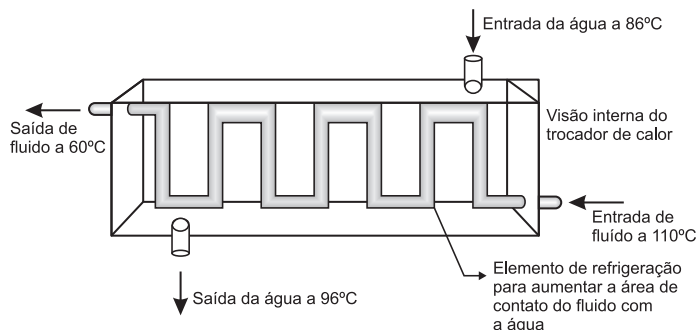 Entrada da água a 86ºC
Saída de
fluido a 60ºC
Visão interna do
trocador de calor
Entrada de
fluído a 110ºC
Saída da água a 96ºC
Elemento de refrigeração
para aumentar a área de
contato do fluido com
a água